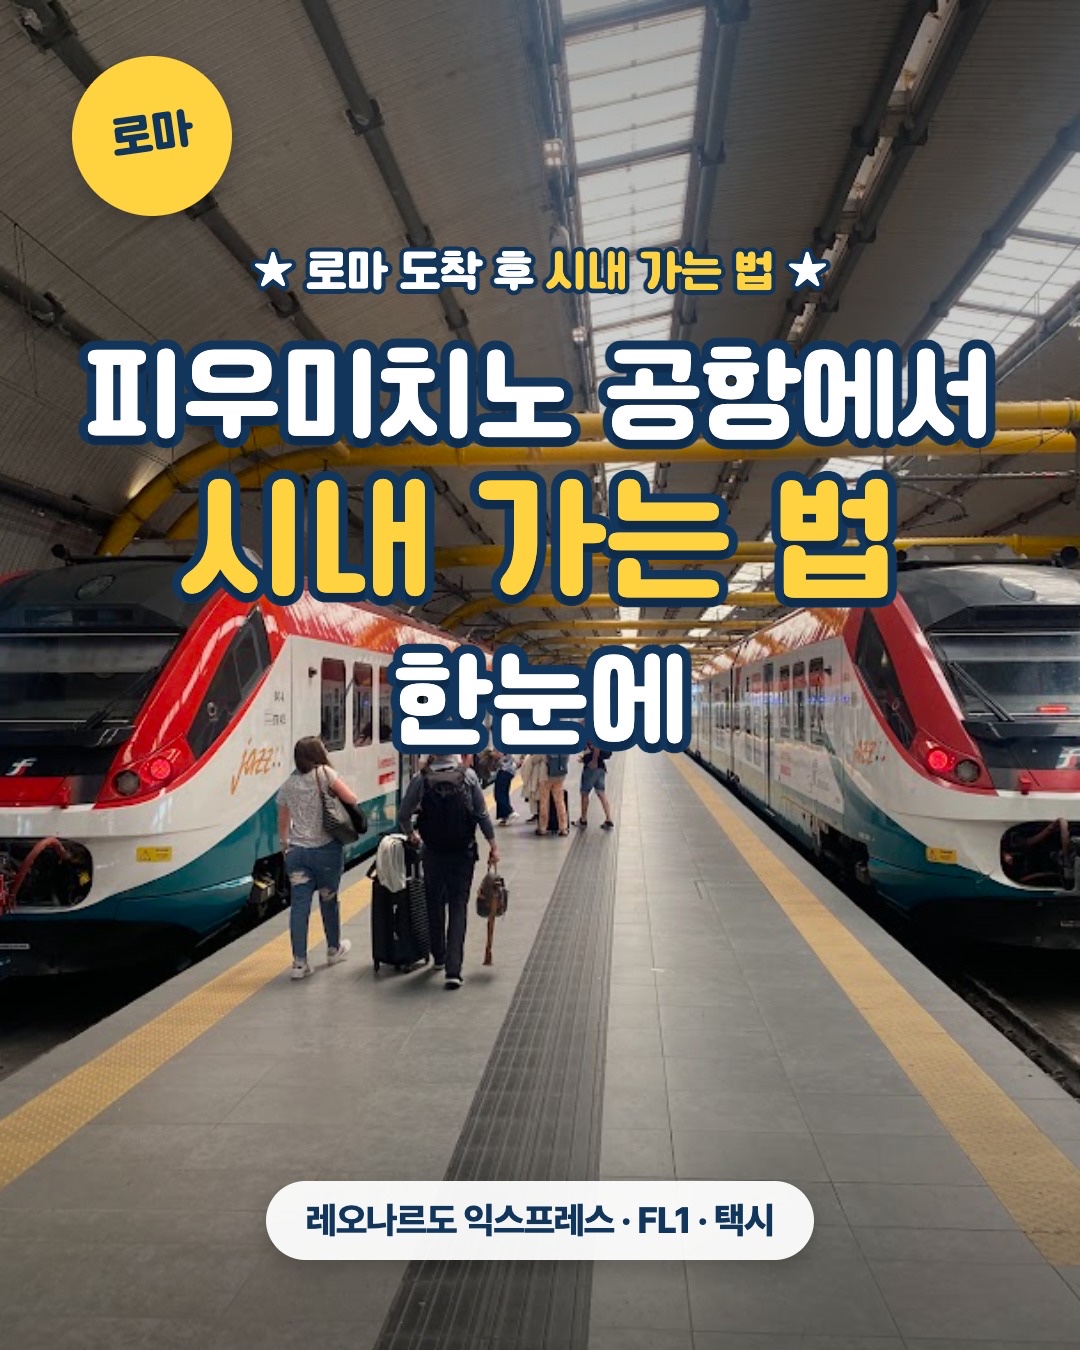 로마
★ 로마 도착 후 시내 가는 법 ★
피우미치노 공항에서
시내 가는 법
한눈에
jazz
jazz
레오나르도 익스프레스 · FL1 · 택시